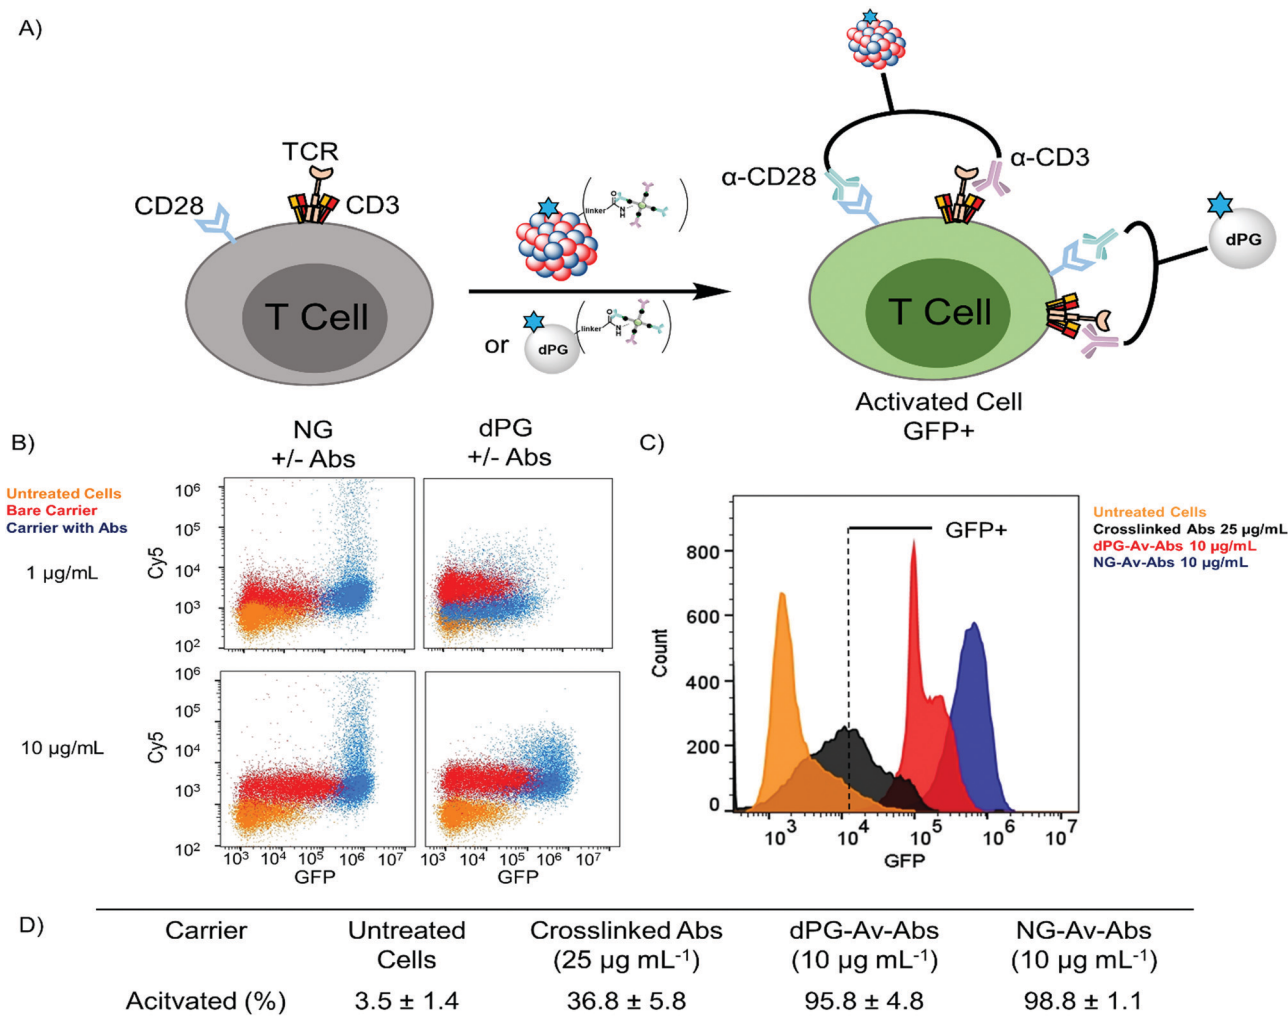 A)
TCR
CD28
CD3
T Cell
linker
O
N
H
or
dPG
linker
O
N
H
α-CD28
α-CD3
dPG
T Cell
Activated Cell
GFP+
B)
NG
+/- Abs
dPG
+/- Abs
Untreated Cells
Bare Carrier
Carrier with Abs
1 µg/mL
10 µg/mL
Cy5
10⁶
10⁵
10⁴
10³
10²
Cy5
10⁶
10⁵
10⁴
10³
10²
10³ 10⁴ 10⁵ 10⁶ 10⁷
GFP
10³ 10⁴ 10⁵ 10⁶ 10⁷
GFP
C)
GFP+
Untreated Cells
Crosslinked Abs 25 µg/mL
dPG-Av-Abs 10 µg/mL
NG-Av-Abs 10 µg/mL
Count
800
600
400
200
0
10³ 10⁴ 10⁵ 10⁶ 10⁷
GFP
D)
Carrier Untreated Cells Crosslinked Abs (25 µg mL⁻¹) dPG-Av-Abs (10 µg mL⁻¹) NG-Av-Abs (10 µg mL⁻¹)
Acitvated (%) 3.5 ± 1.4 36.8 ± 5.8 95.8 ± 4.8 98.8 ± 1.1